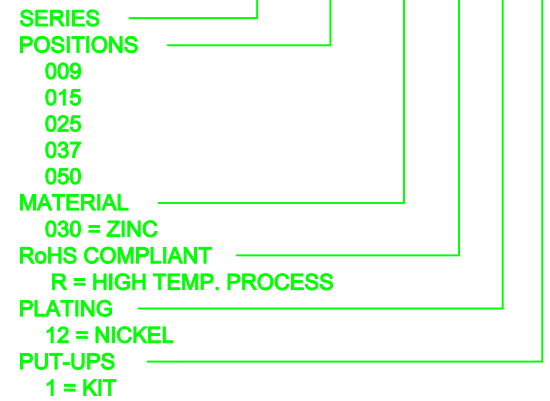 SERIES
POSITIONS
009
015
025
037
050
MATERIAL
030 = ZINC
RoHS COMPLIANT
R = HIGH TEMP. PROCESS
PLATING
12 = NICKEL
PUT-UPS
1 = KIT